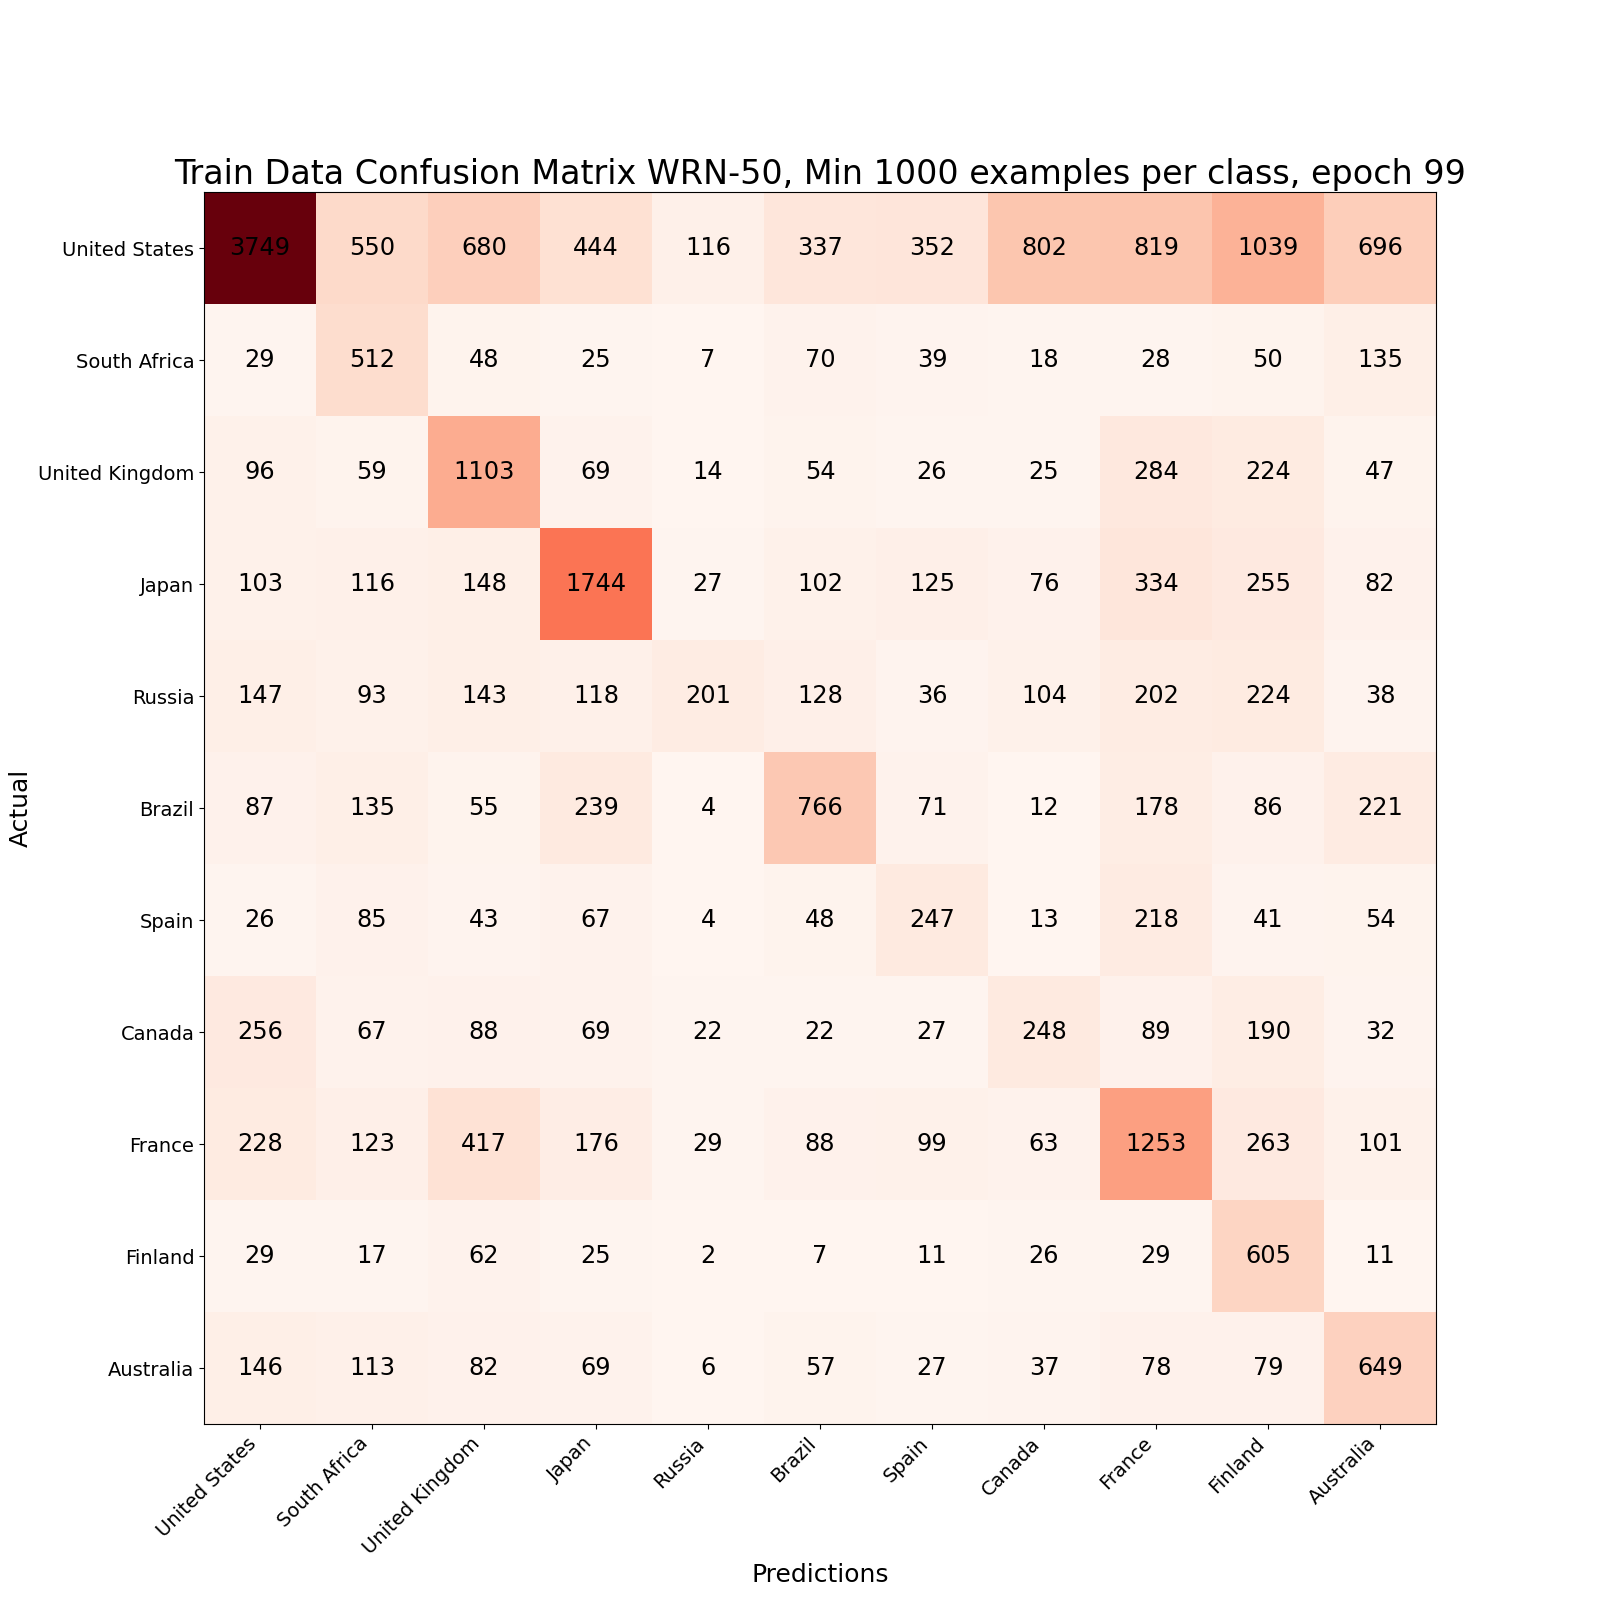 Train Data Confusion Matrix WRN-50, Min 1000 examples per class, epoch 99
United States 3749 550 680 444 116 337 352 802 819 1039 696
South Africa 29 512 48 25 7 70 39 18 28 50 135
United Kingdom 96 59 1103 69 14 54 26 25 284 224 47
Japan 103 116 148 1744 27 102 125 76 334 255 82
Russia 147 93 143 118 201 128 36 104 202 224 38
Actual
Brazil 87 135 55 239 4 766 71 12 178 86 221
Spain 26 85 43 67 4 48 247 13 218 41 54
Canada 256 67 88 69 22 22 27 248 89 190 32
France 228 123 417 176 29 88 99 63 1253 263 101
Finland 29 17 62 25 2 7 11 26 29 605 11
Australia 146 113 82 69 6 57 27 37 78 79 649
United States South Africa United Kingdom Japan Russia Brazil Spain Canada France Finland Australia
Predictions